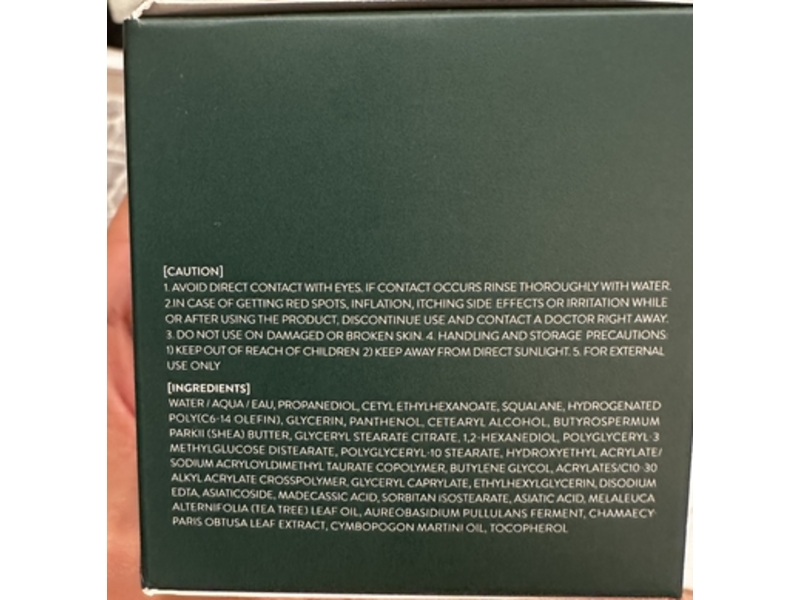 [CAUTION]
1. AVOID DIRECT CONTACT WITH EYES. IF CONTACT OCCURS RINSE THOROUGHLY WITH WATER.
2.IN CASE OF GETTING RED SPOTS, INFLATION, ITCHING SIDE EFFECTS OR IRRITATION WHILE
OR AFTER USING THE PRODUCT, DISCONTINUE USE AND CONTACT A DOCTOR RIGHT AWAY.
3. DO NOT USE ON DAMAGED OR BROKEN SKIN. 4. HANDLING AND STORAGE PRECAUTIONS:
1) KEEP OUT OF REACH OF CHILDREN 2) KEEP AWAY FROM DIRECT SUNLIGHT. 5. FOR EXTERNAL
USE ONLY
[INGREDIENTS]
WATER / AQUA / EAU, PROPANEDIOL, CETYL ETHYLHEXANOATE, SQUALANE, HYDROGENATED
POLY(C6-14 OLEFIN), GLYCERIN, PANTHENOL, CETEARYL ALCOHOL, BUTYROSPERMUM
PARKII (SHEA) BUTTER, GLYCERYL STEARATE CITRATE, 1,2-HEXANEDIOL, POLYGLYCERYL-3
METHYLGLUCOSE DISTEARATE, POLYGLYCERYL-10 STEARATE, HYDROXYETHYL ACRYLATE/
SODIUM ACRYLOYLDIMETHYL TAURATE COPOLYMER, BUTYLENE GLYCOL, ACRYLATES/C10-30
ALKYL ACRYLATE CROSSPOLYMER, GLYCERYL CAPRYLATE, ETHYLHEXYLGLYCERIN, DISODIUM
EDTA, ASIATICOSIDE, MADECASSIC ACID, SORBITAN ISOSTEARATE, ASIATIC ACID, MELALEUCA
ALTERNIFOLIA (TEA TREE) LEAF OIL, AUREOBASIDIUM PULLULANS FERMENT, CHAMAECY-
PARIS OBTUSA LEAF EXTRACT, CYMBOPOGON MARTINI OIL, TOCOPHEROL